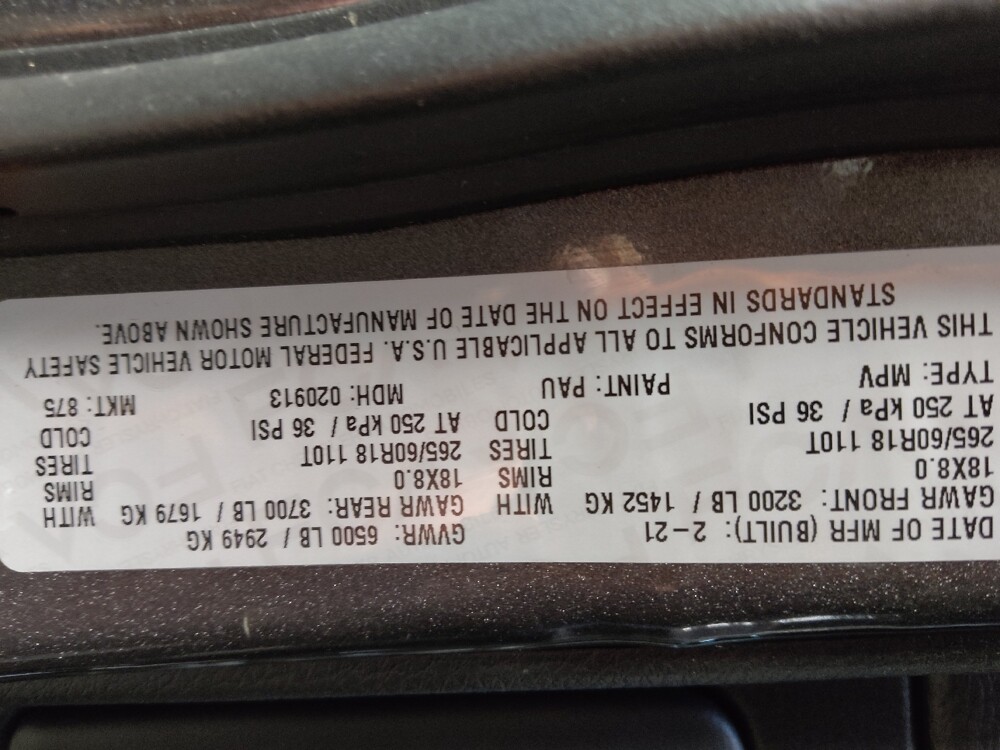 DATE OF MFR (BUILT): 2-21 GVWR: 6500 LB / 2949 KG
GAWR FRONT: 3200 LB / 1452 KG WITH GAWR REAR: 3700 LB / 1679 KG WITH
18X8.0 RIMS 18X8.0 RIMS
265/60R18 110T TIRES 265/60R18 110T TIRES
AT 250 kPa / 36 PSI COLD AT 250 kPa / 36 PSI COLD
TYPE: MPV PAINT: PAU MDH: 020913 MKT: 875
THIS VEHICLE CONFORMS TO ALL APPLICABLE U.S.A. FEDERAL MOTOR VEHICLE SAFETY
STANDARDS IN EFFECT ON THE DATE OF MANUFACTURE SHOWN ABOVE.